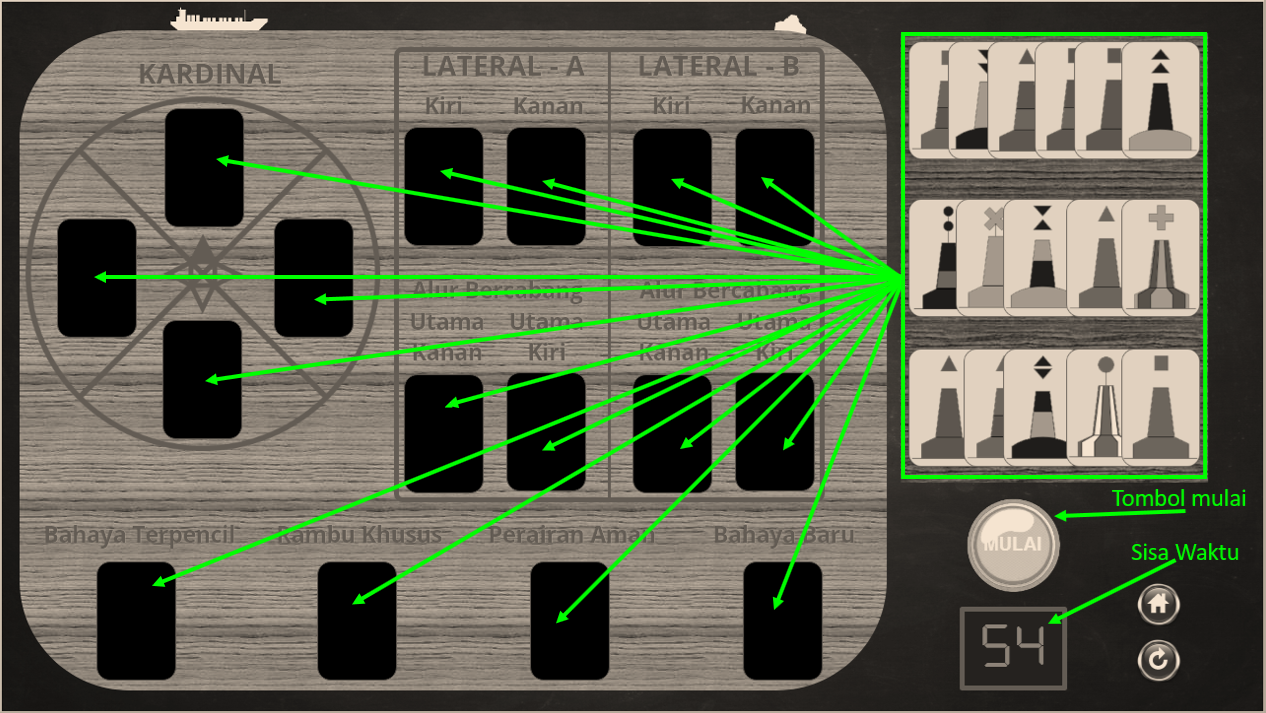 KARDINAL
LATERAL - A
LATERAL - B
Kiri
Kanan
Kiri
Kanan
Alur Bercabang
Alur Bercabang
Utama
Utama
Utama
Utama
Kanan
Kiri
Kanan
Kiri
Bahaya Terpencil
Rambu Khusus
Perairan Aman
Bahaya Baru
Tombol mulai
MULAI
Sisa Waktu
54